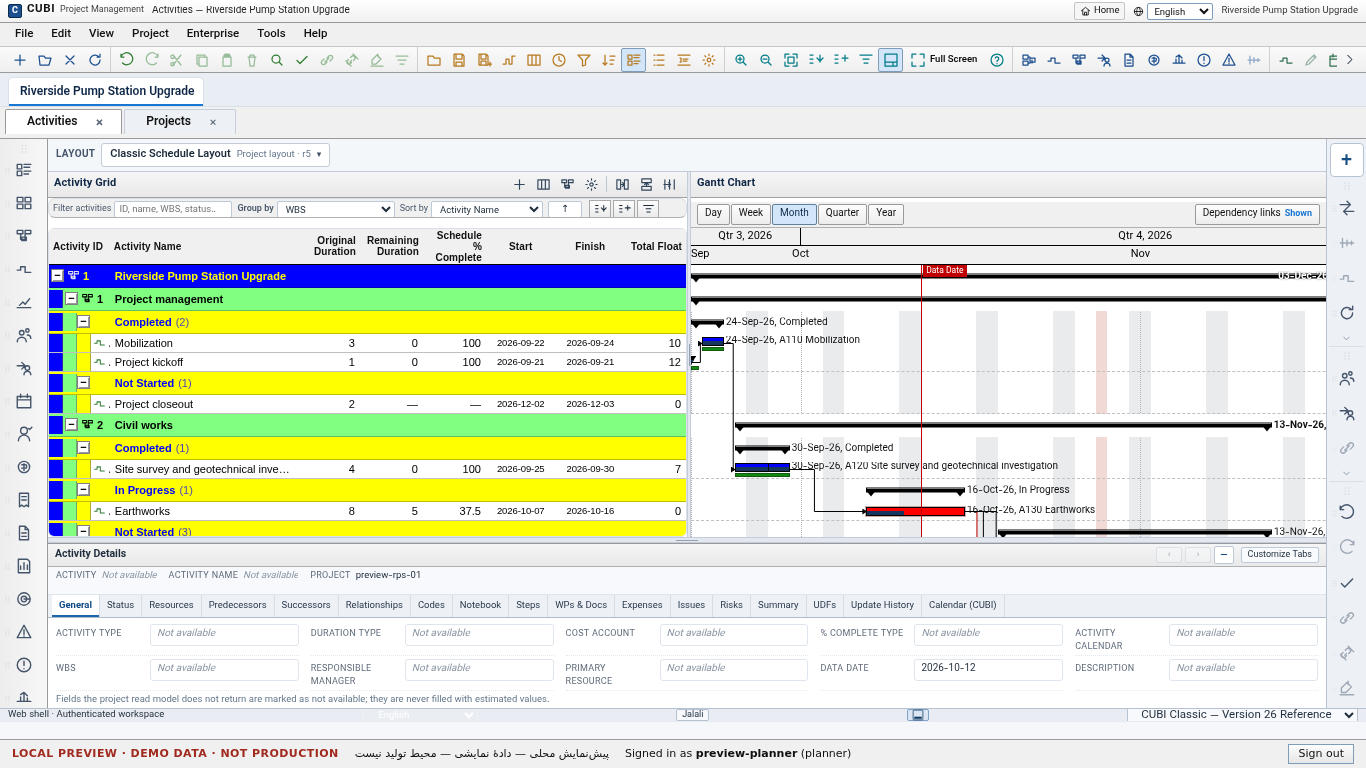 CUBI Project Management Activities — Riverside Pump Station Upgrade Home English Riverside Pump Station Upgrade
File Edit View Project Enterprise Tools Help
Full Screen
Riverside Pump Station Upgrade
Activities × Projects ×
LAYOUT Classic Schedule Layout Project layout · r5
Activity Grid
Filter activities ID, name, WBS, status.. Group by WBS Sort by Activity Name ↑
Activity ID Activity Name Original Duration Remaining Duration Schedule % Complete Start Finish Total Float
1 Riverside Pump Station Upgrade
1 Project management
Completed (2)
Mobilization 3 0 100 2026-09-22 2026-09-24 10
Project kickoff 1 0 100 2026-09-21 2026-09-21 12
Not Started (1)
Project closeout 2 — — 2026-12-02 2026-12-03 0
2 Civil works
Completed (1)
Site survey and geotechnical inve… 4 0 100 2026-09-25 2026-09-30 7
In Progress (1)
Earthworks 8 5 37.5 2026-10-07 2026-10-16 0
Not Started (3)
Gantt Chart
Day Week Month Quarter Year Dependency links Shown
Qtr 3, 2026 Qtr 4, 2026
Sep Oct Nov
Data Date 03-Dec-26
24-Sep-26, Completed
24-Sep-26, A110 Mobilization
13-Nov-26,
30-Sep-26, Completed
30-Sep-26, A120 Site survey and geotechnical investigation
16-Oct-26, In Progress
16-Oct-26, A130 Earthworks
13-Nov-26,
Activity Details Customize Tabs
ACTIVITY Not available ACTIVITY NAME Not available PROJECT preview-rps-01
General Status Resources Predecessors Successors Relationships Codes Notebook Steps WPs & Docs Expenses Issues Risks Summary UDFs Update History Calendar (CUBI)
ACTIVITY TYPE Not available DURATION TYPE Not available COST ACCOUNT Not available % COMPLETE TYPE Not available ACTIVITY CALENDAR Not available
WBS Not available RESPONSIBLE MANAGER Not available PRIMARY RESOURCE Not available DATA DATE 2026-10-12 DESCRIPTION Not available
Fields the project read model does not return are marked as not available; they are never filled with estimated values.
Web shell · Authenticated workspace English Jalali CUBI Classic — Version 26 Reference
LOCAL PREVIEW · DEMO DATA · NOT PRODUCTION پیش‌نمایش محلی — دادهٔ نمایشی — محیط تولید نیست Signed in as preview-planner (planner) Sign out